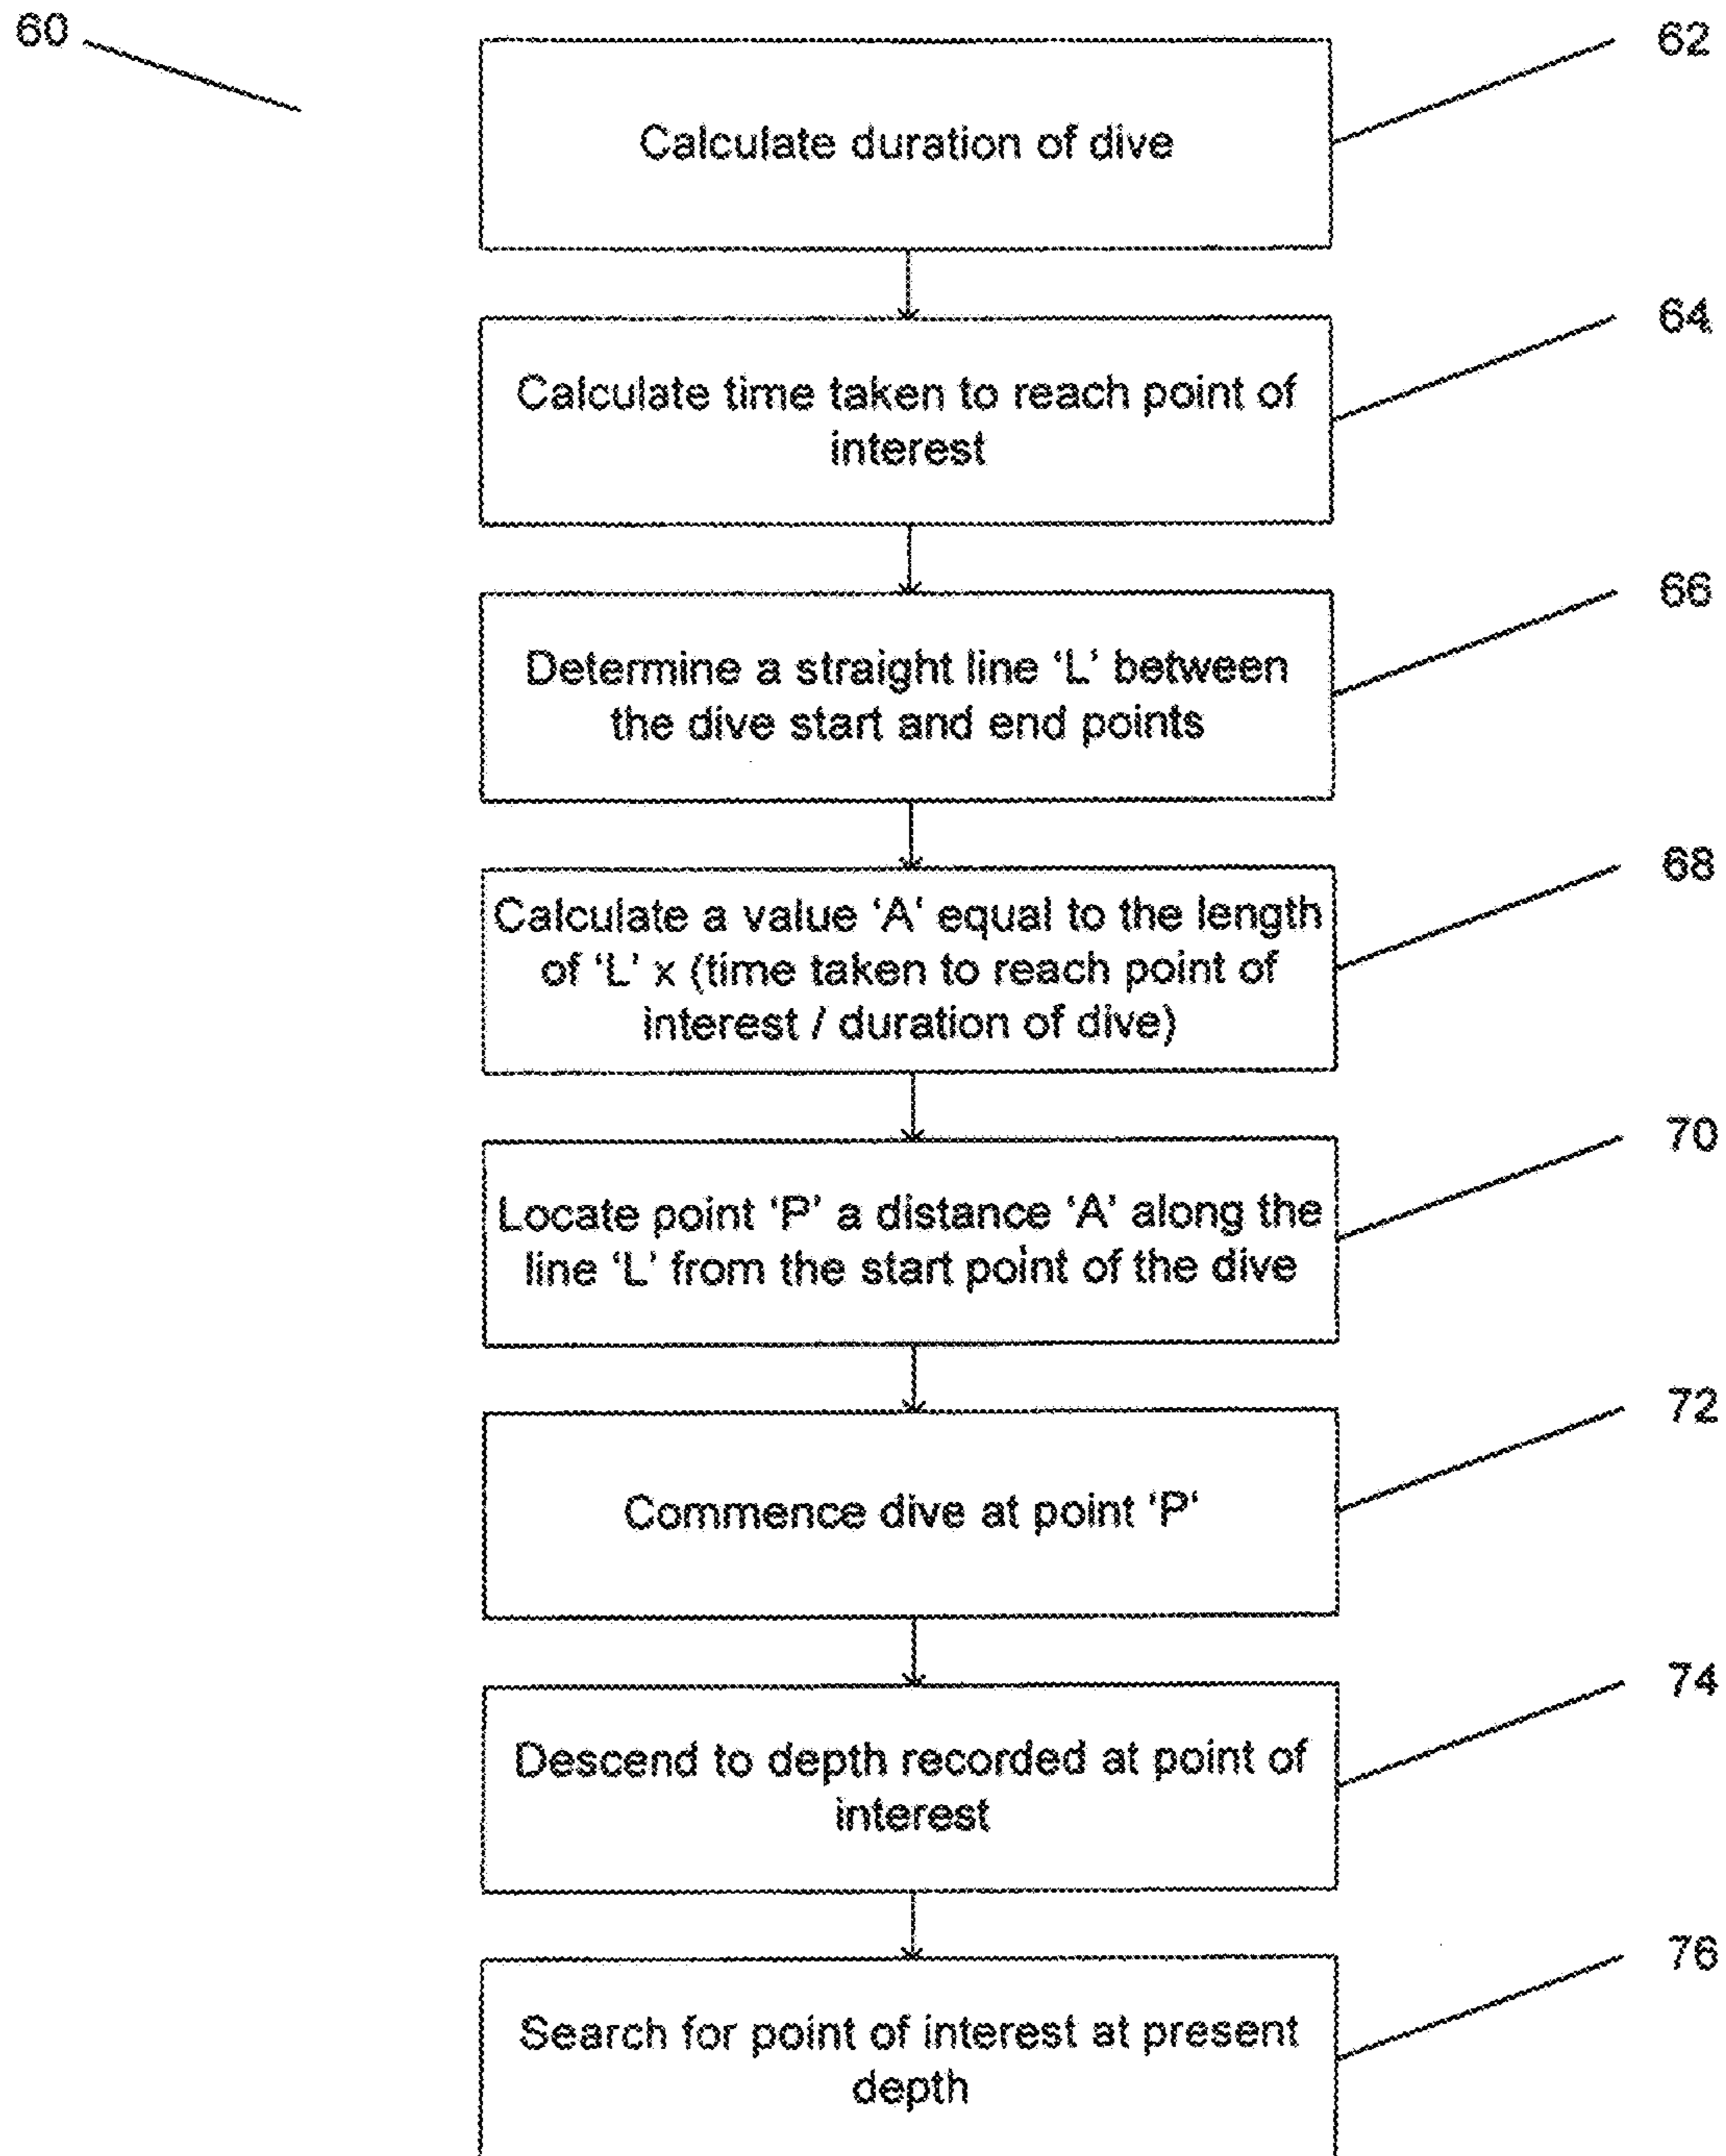 60
62
Calculate duration of dive
64
Calculate time taken to reach point of
interest
66
Determine a straight line ‘L’ between
the dive start and end points
68
Calculate a value ‘A‘ equal to the length
of ‘L’ x (time taken to reach point of
interest / duration of dive)
70
Locate point ‘P’ a distance ‘A’ along the
line ‘L’ from the start point of the dive
72
Commence dive at point ‘P‘
74
Descend to depth recorded at point of
interest
76
Search for point of interest at present
depth